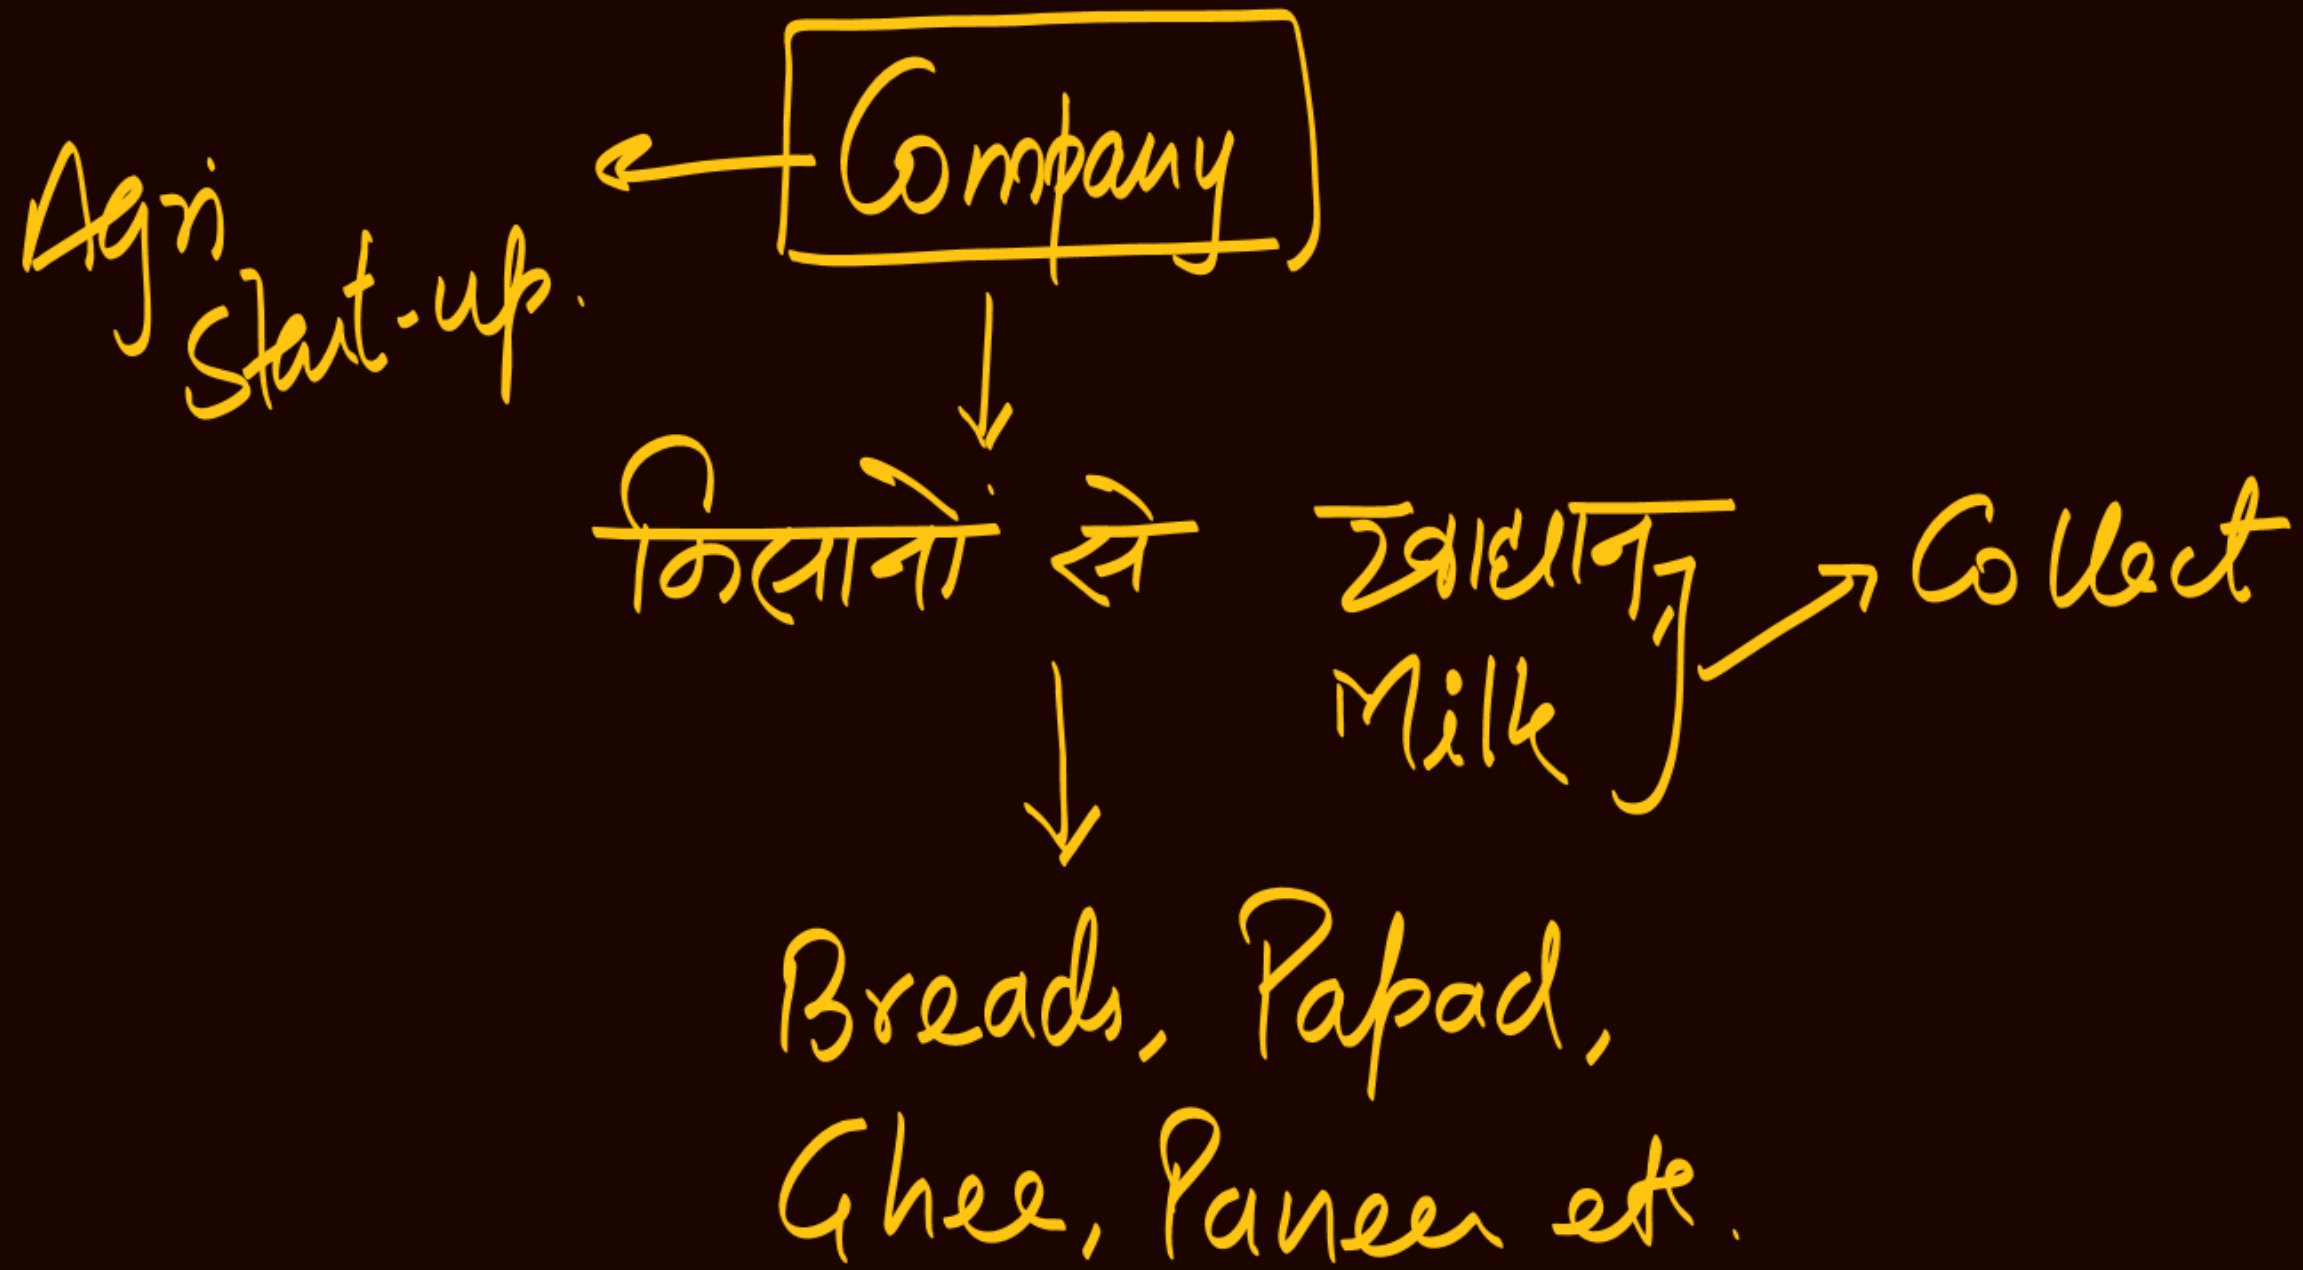 Company
Agri
Start-up.
किसानों से खाद्यान, Collect
Milk
Breads, Papad,
Ghee, Paneer etc.